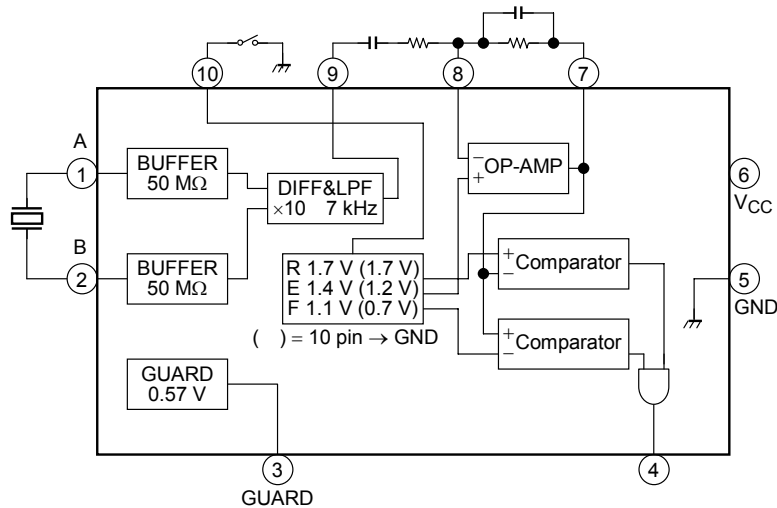 10
9
8
7
A
1
BUFFER
50 MΩ
DIFF&LPF
×10 7 kHz
−
+
OP-AMP
6
VCC
B
2
BUFFER
50 MΩ
R 1.7 V (1.7 V)
E 1.4 V (1.2 V)
F 1.1 V (0.7 V)
( ) = 10 pin → GND
+
−
Comparator
5
GND
+
−
Comparator
GUARD
0.57 V
3
GUARD
4